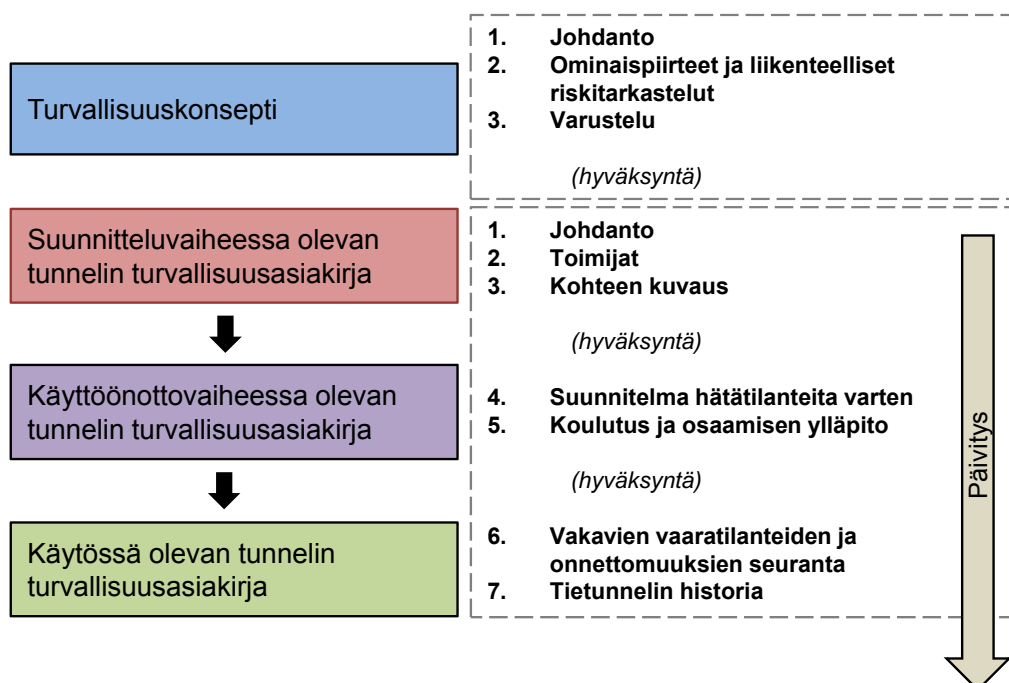 Turvallisuuskonsepti
1. Johdanto
2. Ominaispiirteet ja liikenteelliset
riskitarkastelut
3. Varustelu
(hyväksyntä)
Suunnitteluvaiheessa olevan
tunnelin turvallisuusasiakirja
1. Johdanto
2. Toimijat
3. Kohteen kuvaus
(hyväksyntä)
Käyttöönottovaiheessa olevan
tunnelin turvallisuusasiakirja
4. Suunnitelma hätätilanteita varten
5. Koulutus ja osaamisen ylläpito
(hyväksyntä)
Käytössä olevan tunnelin
turvallisuusasiakirja
6. Vakavien vaaratilanteiden ja
onnettomuuksien seuranta
7. Tietunnelin historia
Päivitys